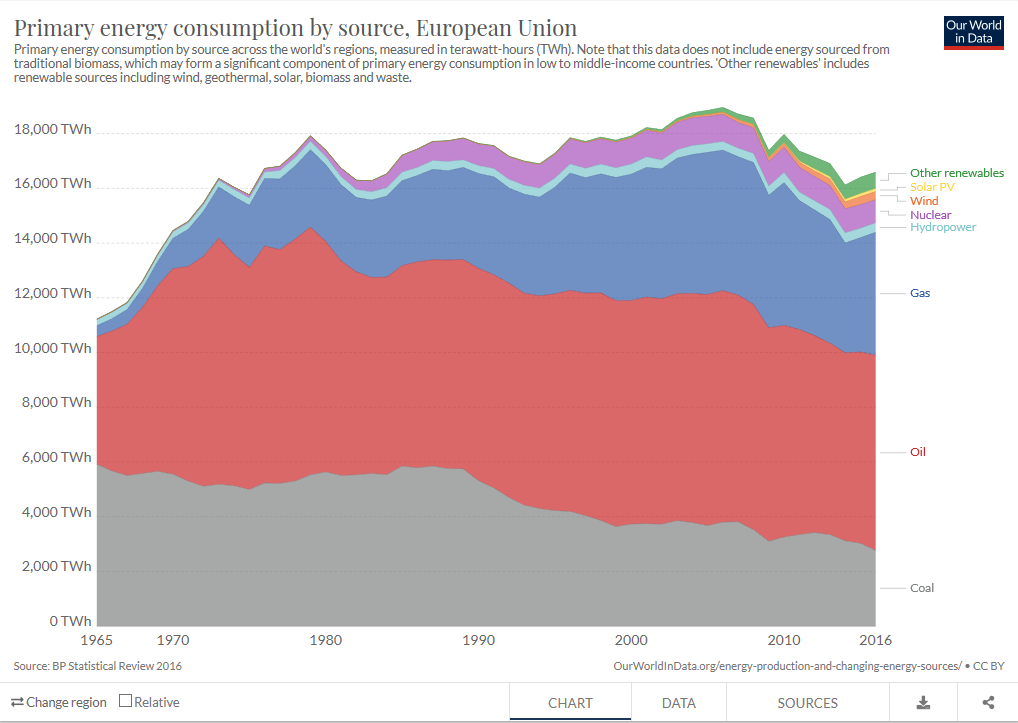 Primary energy consumption by source, European Union
Our World
in Data
Primary energy consumption by source across the world's regions, measured in terawatt-hours (TWh). Note that this data does not include energy sourced from
traditional biomass, which may form a significant component of primary energy consumption in low to middle-income countries. 'Other renewables' includes
renewable sources including wind, geothermal, solar, biomass and waste.
18,000 TWh
16,000 TWh
14,000 TWh
12,000 TWh
10,000 TWh
8,000 TWh
6,000 TWh
4,000 TWh
2,000 TWh
0 TWh
Other renewables
Solar PV
Wind
Nuclear
Hydropower
Gas
Oil
Coal
1965 1970 1980 1990 2000 2010 2016
Source: BP Statistical Review 2016
OurWorldInData.org/energy-production-and-changing-energy-sources/ • CC BY
Change region Relative CHART DATA SOURCES